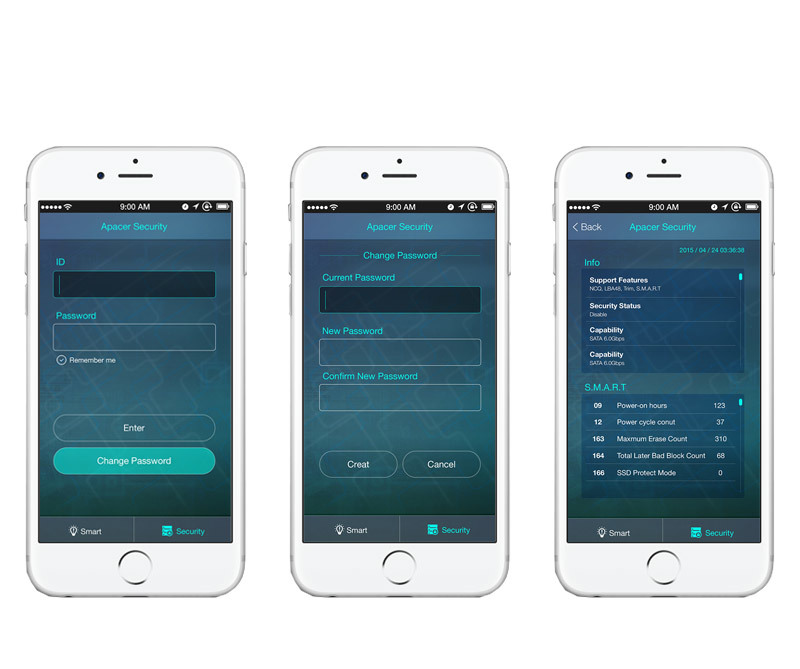 9:00 AM
Apacer Security
ID
Password
Remember me
Enter
Change Password
Smart
Security
9:00 AM
Apacer Security
Change Password
Current Password
New Password
Confirm New Password
Creat
Cancel
Smart
Security
9:00 AM
Back
Apacer Security
2015 / 04 / 24 03:36:38
Info
Support Features
NCQ, LBA48, Trim, S.M.A.R.T
Security Status
Disable
Capability
SATA 6.0Gbps
Capability
SATA 6.0Gbps
S.M.A.R.T
09 Power-on hours 123
12 Power cycle conut 37
163 Maxmum Erase Count 310
164 Total Later Bad Block Count 68
166 SSD Protect Mode 0
Smart
Security